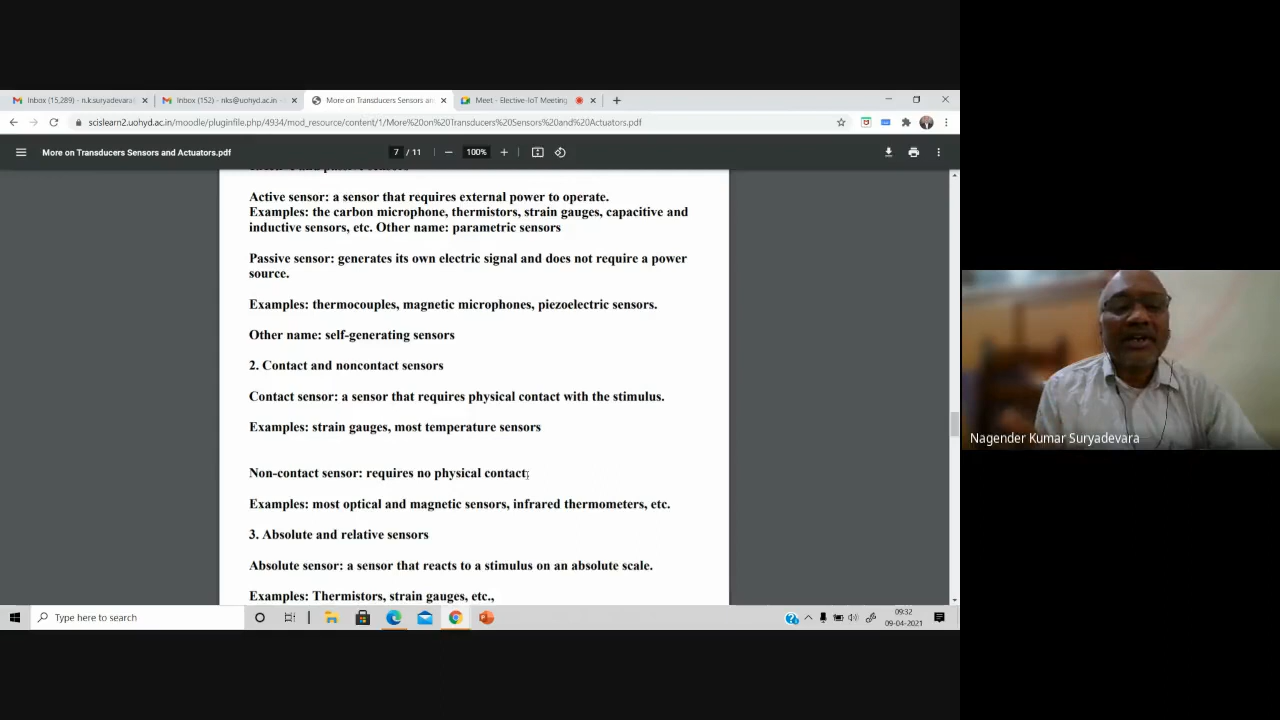 Inbox (15,289) - n.k.suryadevara
Inbox (152) - nks@uohyd.ac.in
More on Transducers Sensors and
Meet - Elective-IoT Meeting
scislearn2.uohyd.ac.in/moodle/pluginfile.php/4934/mod_resource/content/1/More%20on%20Transducers%20Sensors%20and%20Actuators.pdf
More on Transducers Sensors and Actuators.pdf
7 / 11
100%
Active sensor: a sensor that requires external power to operate.
Examples: the carbon microphone, thermistors, strain gauges, capacitive and
inductive sensors, etc. Other name: parametric sensors
Passive sensor: generates its own electric signal and does not require a power
source.
Examples: thermocouples, magnetic microphones, piezoelectric sensors.
Other name: self-generating sensors
2. Contact and noncontact sensors
Contact sensor: a sensor that requires physical contact with the stimulus.
Examples: strain gauges, most temperature sensors
Non-contact sensor: requires no physical contact
Examples: most optical and magnetic sensors, infrared thermometers, etc.
3. Absolute and relative sensors
Absolute sensor: a sensor that reacts to a stimulus on an absolute scale.
Examples: Thermistors, strain gauges, etc.,
Nagender Kumar Suryadevara
Type here to search
09:32
09-04-2021